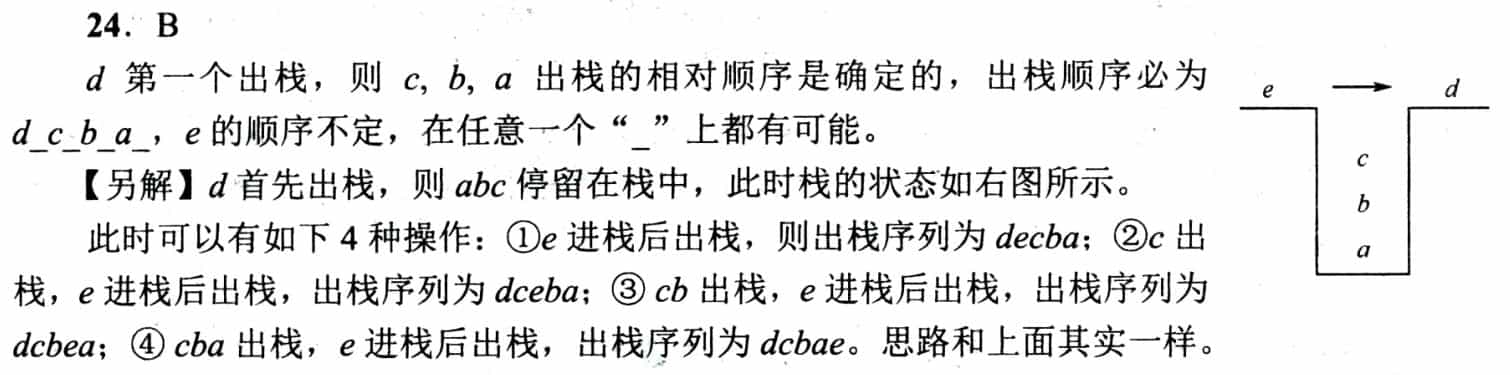 24. B
d 第一个出栈，则 c, b, a 出栈的相对顺序是确定的，出栈顺序必为
d_c_b_a_，e 的顺序不定，在任意一个“_”上都有可能。
【另解】d 首先出栈，则 abc 停留在栈中，此时栈的状态如右图所示。
此时可以有如下 4 种操作：①e 进栈后出栈，则出栈序列为 decba；②c 出
栈，e 进栈后出栈，出栈序列为 dceba；③ cb 出栈，e 进栈后出栈，出栈序列为
dcbea；④ cba 出栈，e 进栈后出栈，出栈序列为 dcbae。思路和上面其实一样。
e d
c
b
a